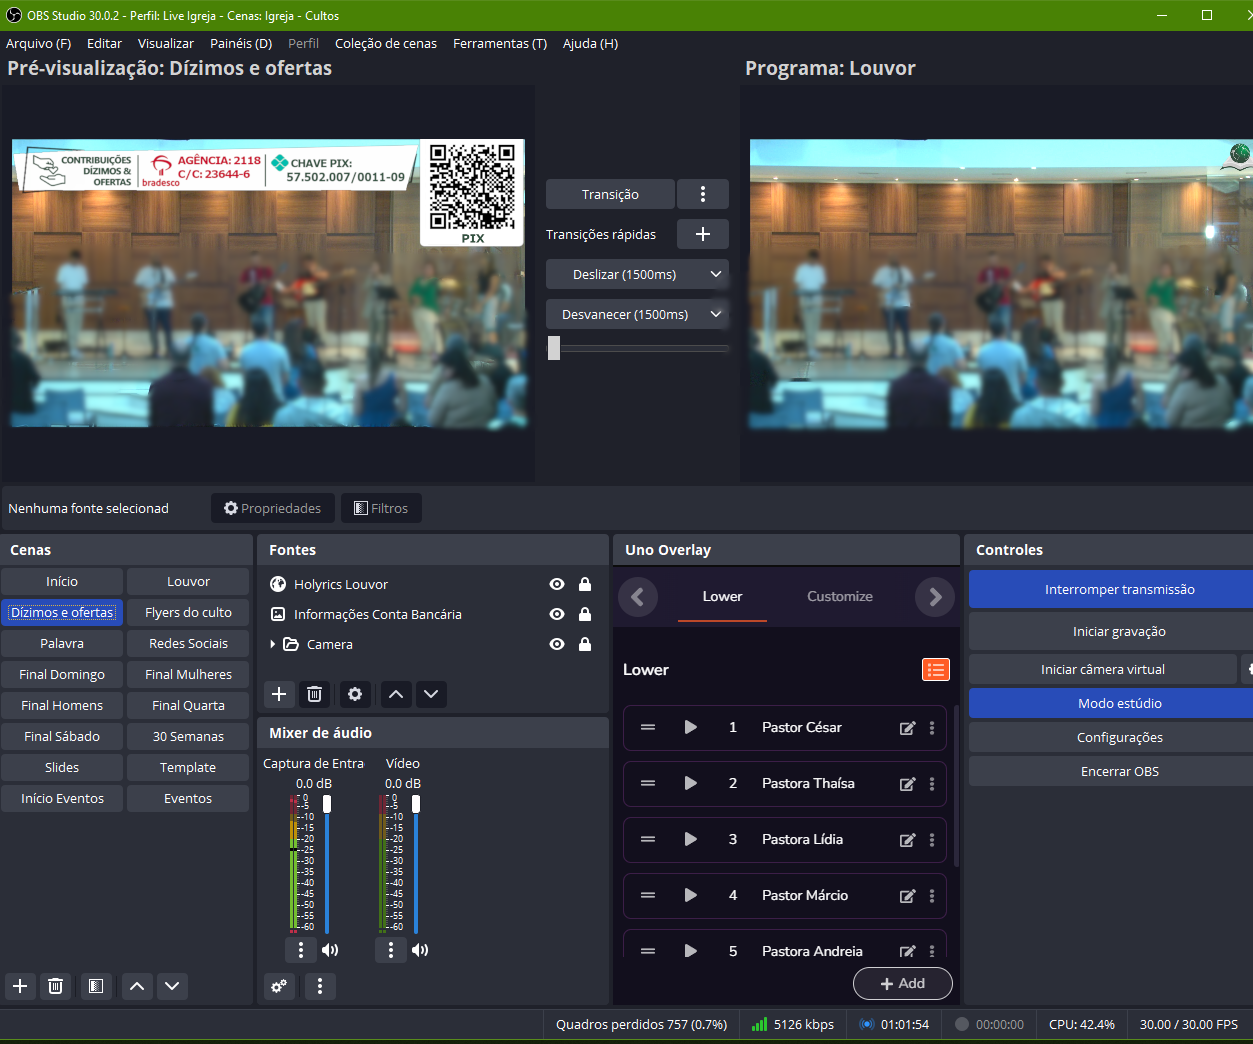 OBS Studio 30.0.2 - Perfil: Live Igreja - Cenas: Igreja - Cultos
Arquivo (F) Editar Visualizar Painéis (D) Perfil Coleção de cenas Ferramentas (T) Ajuda (H)
Pré-visualização: Dízimos e ofertas
Programa: Louvor
CONTRIBUIÇÕES
DÍZIMOS &
OFERTAS
bradesco
AGÊNCIA: 2118
C/C: 23644-6
CHAVE PIX:
57.502.007/0011-09
PIX
Transição
Transições rápidas
Deslizar (1500ms)
Desvanecer (1500ms)
Nenhuma fonte selecionad
Propriedades
Filtros
Cenas
Início Louvor
Dízimos e ofertas Flyers do culto
Palavra Redes Sociais
Final Domingo Final Mulheres
Final Homens Final Quarta
Final Sábado 30 Semanas
Slides Template
Início Eventos Eventos
Fontes
Holyrics Louvor
Informações Conta Bancária
Camera
Mixer de áudio
Captura de Entra Vídeo
0.0 dB 0.0 dB
0 0
-5 -5
-10 -10
-15 -15
-20 -20
-25 -25
-30 -30
-35 -35
-40 -40
-45 -45
-50 -50
-55 -55
-60 -60
Uno Overlay
Lower Customize
Lower
1 Pastor César
2 Pastora Thaísa
3 Pastora Lídia
4 Pastor Márcio
5 Pastora Andreia
Add
Controles
Interromper transmissão
Iniciar gravação
Iniciar câmera virtual
Modo estúdio
Configurações
Encerrar OBS
Quadros perdidos 757 (0.7%) 5126 kbps 01:01:54 00:00:00 CPU: 42.4% 30.00 / 30.00 FPS